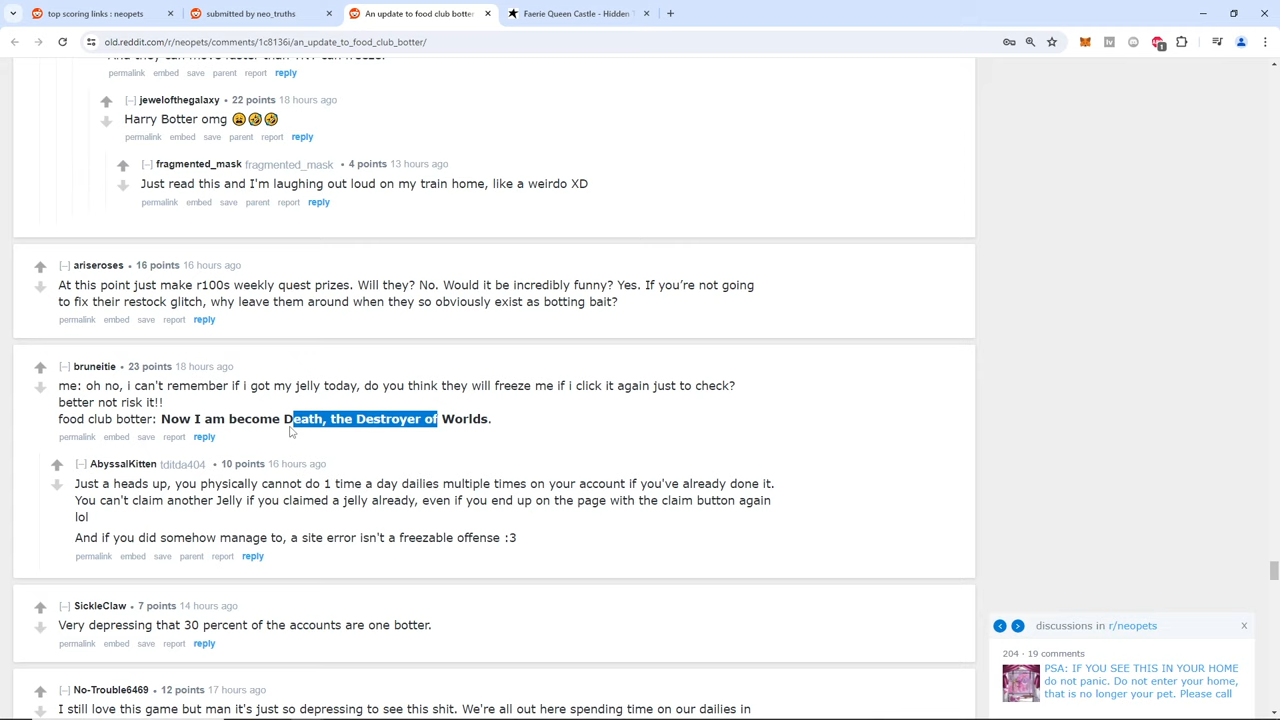 top scoring links : neopets
submitted by neo_truths
An update to food club botter
Faerie Queen Castle - Hidden T
old.reddit.com/r/neopets/comments/1c8136i/an_update_to_food_club_botter/
permalink embed save parent report reply
[–] jewelofthegalaxy • 22 points 18 hours ago
Harry Botter omg 😩🤣🤣
permalink embed save parent report reply
[–] fragmented_mask fragmented_mask • 4 points 13 hours ago
Just read this and I'm laughing out loud on my train home, like a weirdo XD
permalink embed save parent report reply
[–] ariseroses • 16 points 16 hours ago
At this point just make r100s weekly quest prizes. Will they? No. Would it be incredibly funny? Yes. If you’re not going
to fix their restock glitch, why leave them around when they so obviously exist as botting bait?
permalink embed save report reply
[–] bruneitie • 23 points 18 hours ago
me: oh no, i can't remember if i got my jelly today, do you think they will freeze me if i click it again just to check?
better not risk it!!
food club botter: Now I am become Death, the Destroyer of Worlds.
permalink embed save report reply
[–] AbyssalKitten tditda404 • 10 points 16 hours ago
Just a heads up, you physically cannot do 1 time a day dailies multiple times on your account if you've already done it.
You can't claim another Jelly if you claimed a jelly already, even if you end up on the page with the claim button again
lol
And if you did somehow manage to, a site error isn't a freezable offense :3
permalink embed save parent report reply
[–] SickleClaw • 7 points 14 hours ago
Very depressing that 30 percent of the accounts are one botter.
permalink embed save report reply
[–] No-Trouble6469 • 12 points 17 hours ago
I still love this game but man it's just so depressing to see this shit. We're all out here spending time on our dailies in
discussions in r/neopets X
204 · 19 comments
PSA: IF YOU SEE THIS IN YOUR HOME
do not panic. Do not enter your home,
that is no longer your pet. Please call